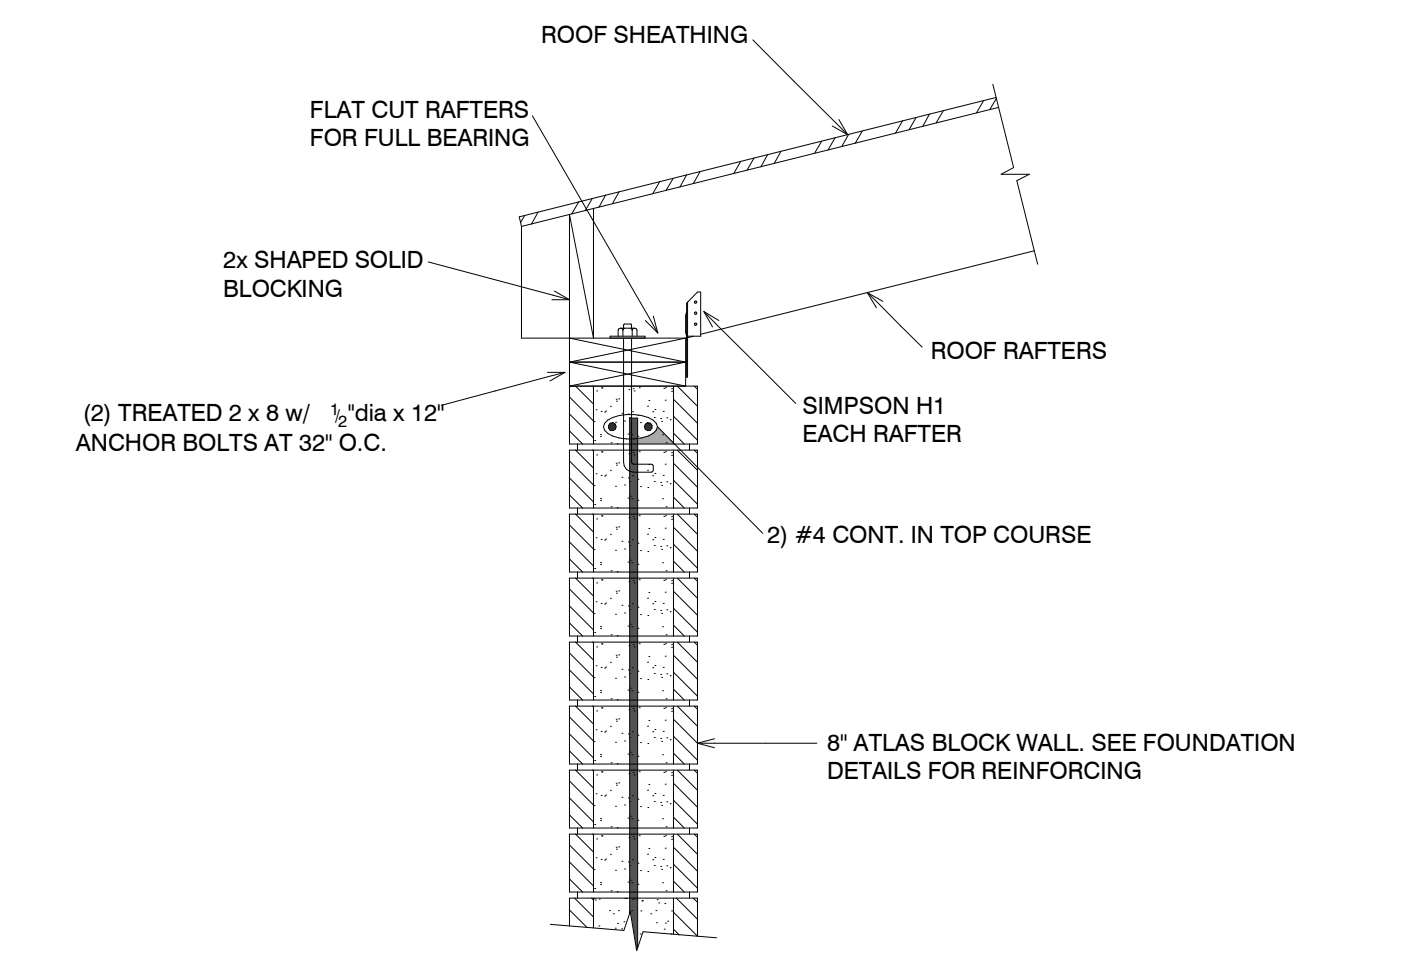 ROOF SHEATHING
FLAT CUT RAFTERS
FOR FULL BEARING
2x SHAPED SOLID
BLOCKING
ROOF RAFTERS
(2) TREATED 2 x 8 w/ ½"dia x 12"
ANCHOR BOLTS AT 32" O.C.
SIMPSON H1
EACH RAFTER
2) #4 CONT. IN TOP COURSE
8" ATLAS BLOCK WALL. SEE FOUNDATION
DETAILS FOR REINFORCING